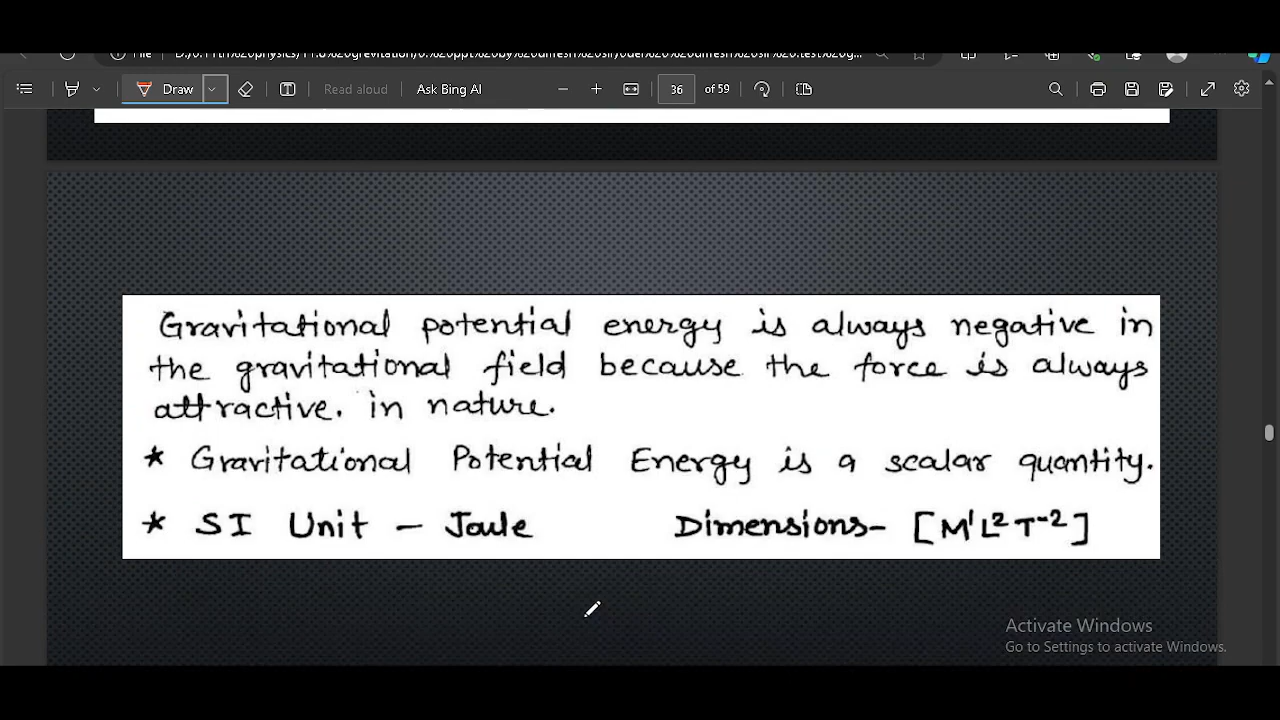 File
Draw
Read aloud
Ask Bing AI
36
of 59
Gravitational potential energy is always negative in
the gravitational field because the force is always
attractive. in nature.
* Gravitational Potential Energy is a scalar quantity.
* SI Unit – Joule Dimensions- [M¹L²T⁻²]
Activate Windows
Go to Settings to activate Windows.